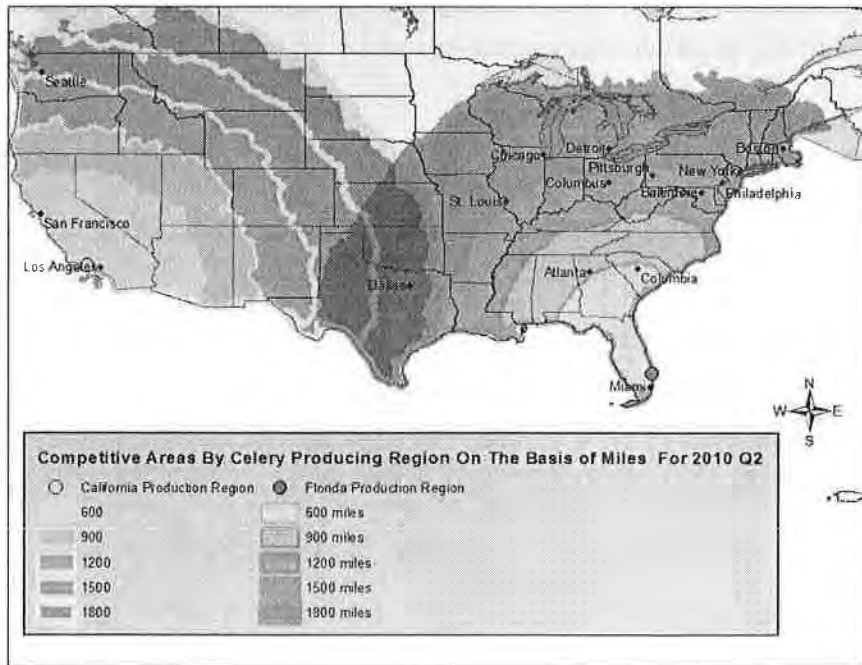 Seattle
San Francisco
Los Angeles
Dallas
Chicago
Detroit
Pittsburgh
Columbus
St. Louis
Boston
New York
Baltimore
Philadelphia
Atlanta
Columbia
Miami
N
W E
S
Competitive Areas By Celery Producing Region On The Basis of Miles For 2010 Q2
California Production Region Florida Production Region
600 600 miles
900 900 miles
1200 1200 miles
1500 1500 miles
1800 1800 miles